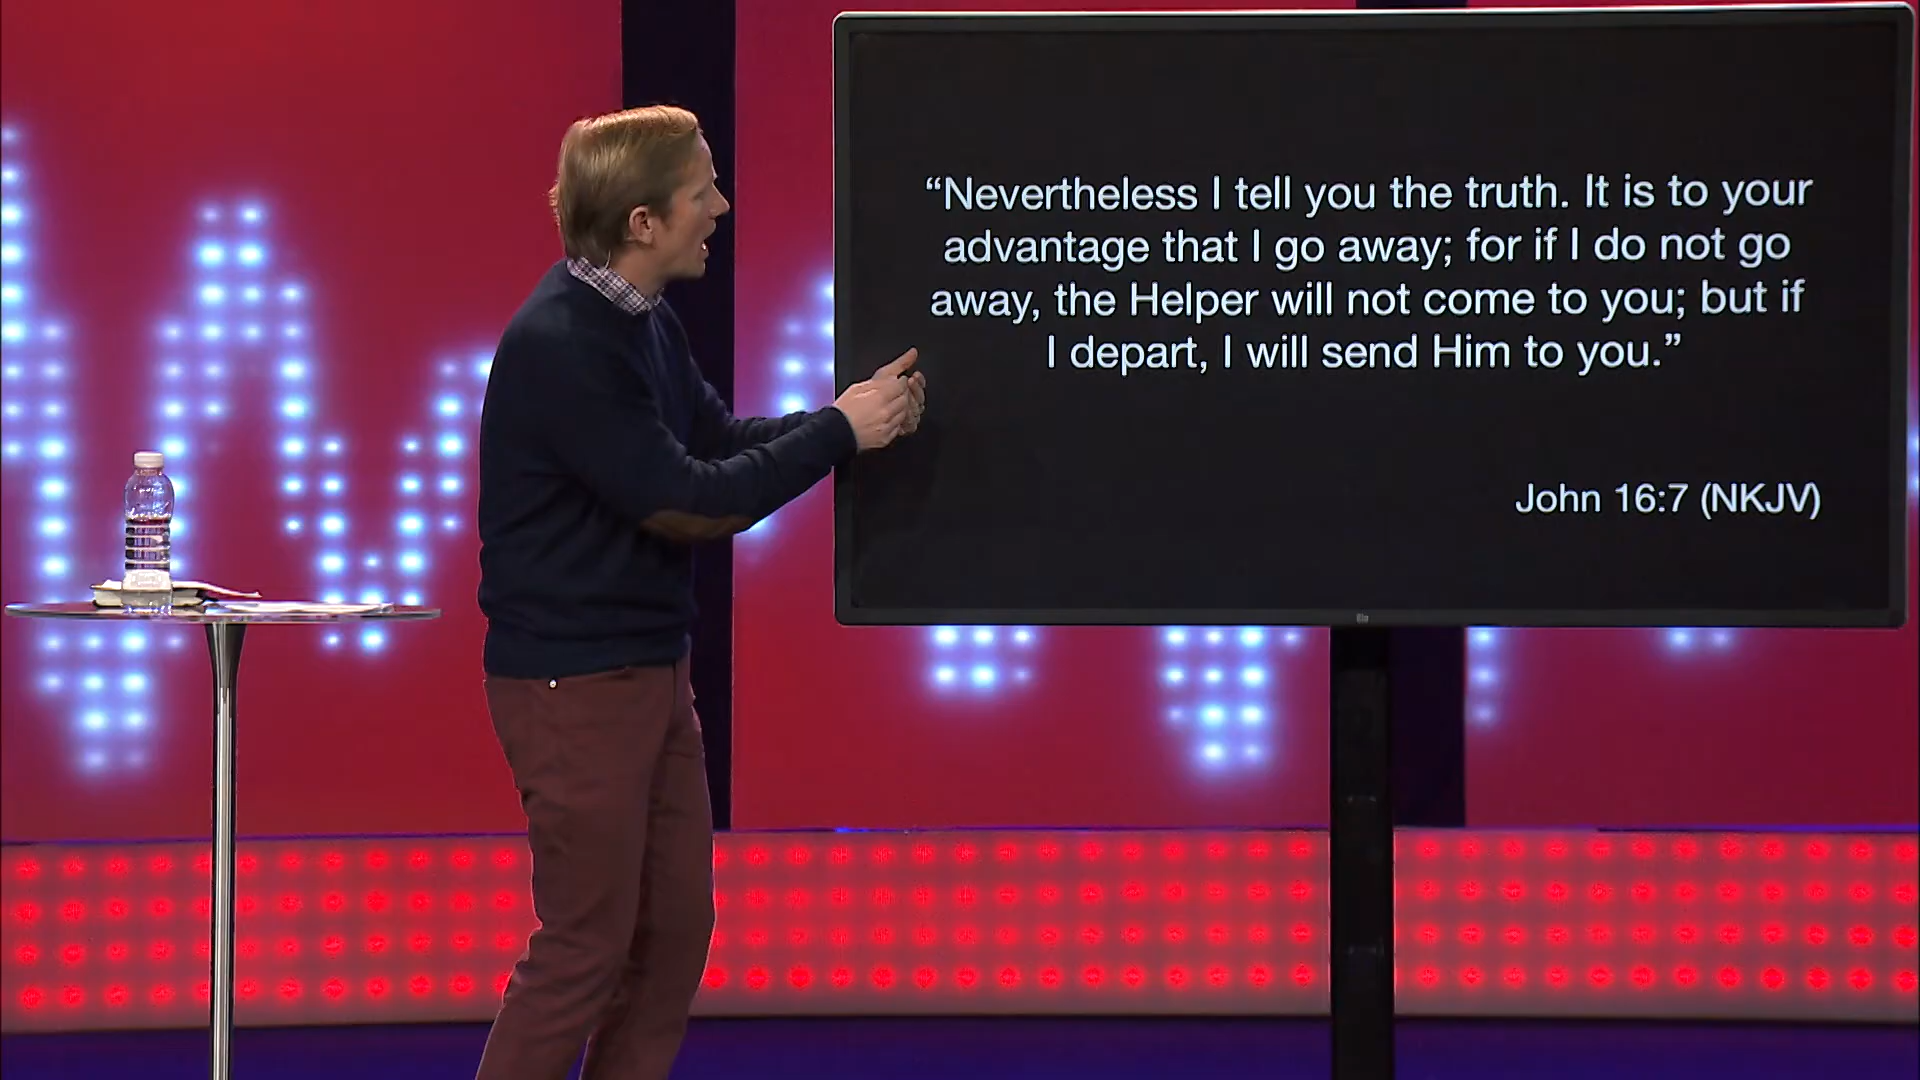 “Nevertheless I tell you the truth. It is to your
advantage that I go away; for if I do not go
away, the Helper will not come to you; but if
I depart, I will send Him to you.”
John 16:7 (NKJV)